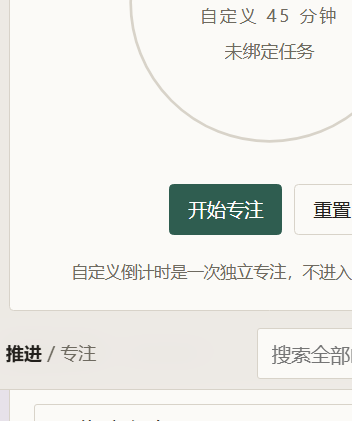 自定义 45 分钟
未绑定任务
开始专注
重置
自定义倒计时是一次独立专注，不进入
推进 / 专注
搜索全部